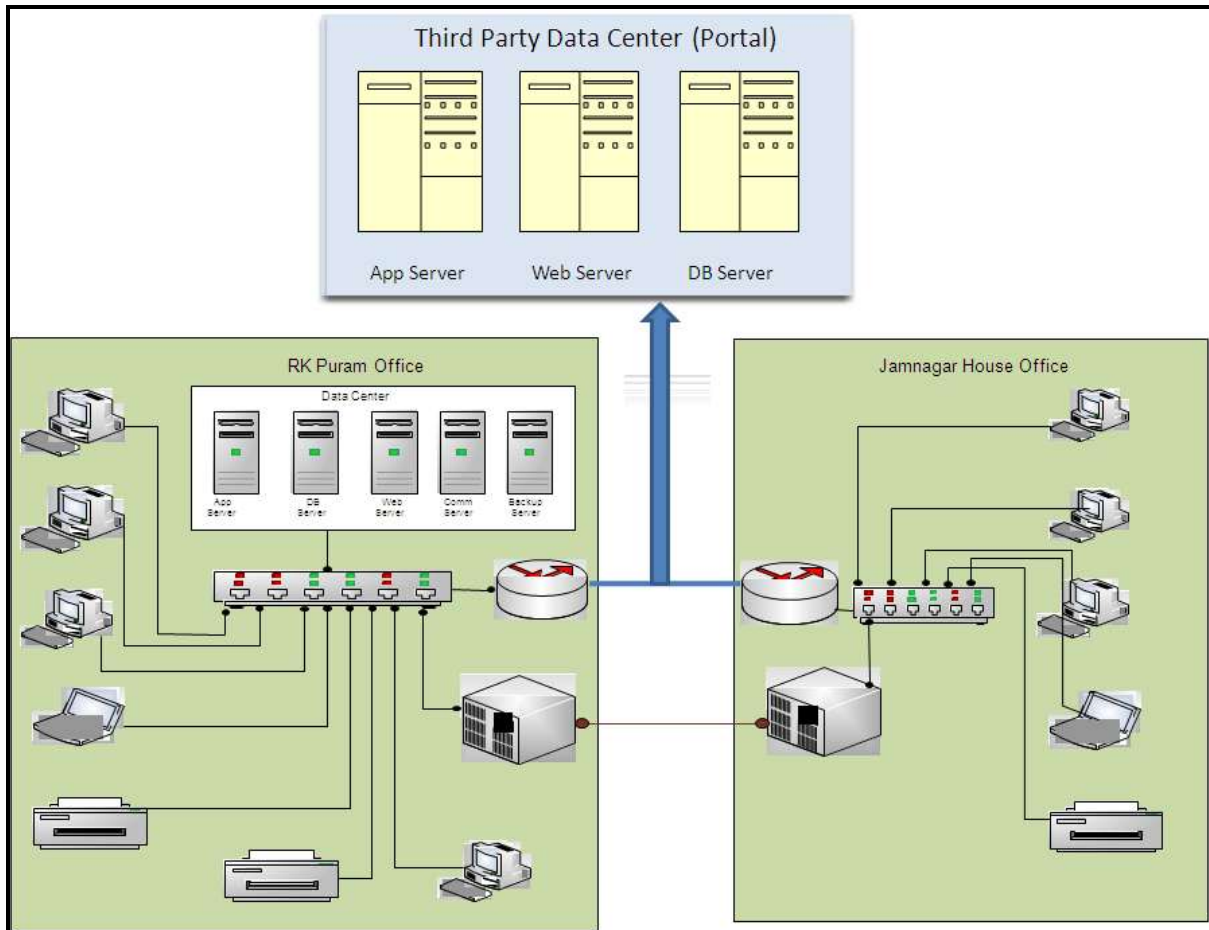 Third Party Data Center (Portal)
App Server
Web Server
DB Server
RK Puram Office
Data Center
App
Server
DB
Server
Web
Server
Comm
Server
Backup
Server
Jamnagar House Office